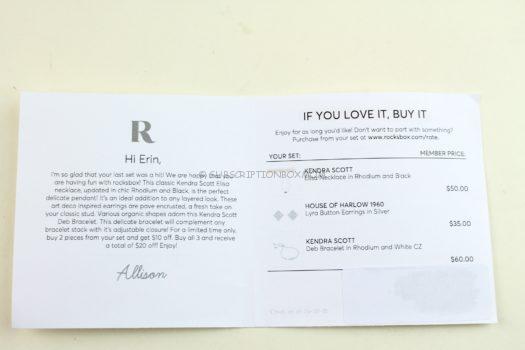 R
Hi Erin,
I'm so glad that your last set was a hit! We are happy that you
are having fun with rocksbox! This classic Kendra Scott Elisa
necklace, updated in chic Rhodium and Black, is the perfect
delicate pendant! It's an ideal addition to any layered look. These
art deco inspired earrings are pave encrusted, a fresh take on
your classic stud. Various organic shapes adorn this Kendra Scott
Deb Bracelet. This delicate bracelet will complement any
bracelet stack with it's adjustable closure! For a limited time only,
buy 2 pieces from your set and get $10 off. Buy all 3 and receive
a total of $20 off! Enjoy!
Allison
IF YOU LOVE IT, BUY IT
Enjoy for as long you'd like! Don't want to part with something?
Purchase from your set at www.rocksbox.com/rate.
YOUR SET: MEMBER PRICE:
KENDRA SCOTT
Elisa Necklace in Rhodium and Black
$50.00
HOUSE OF HARLOW 1960
Lyra Button Earrings in Silver
$35.00
KENDRA SCOTT
Deb Bracelet in Rhodium and White CZ
$60.00